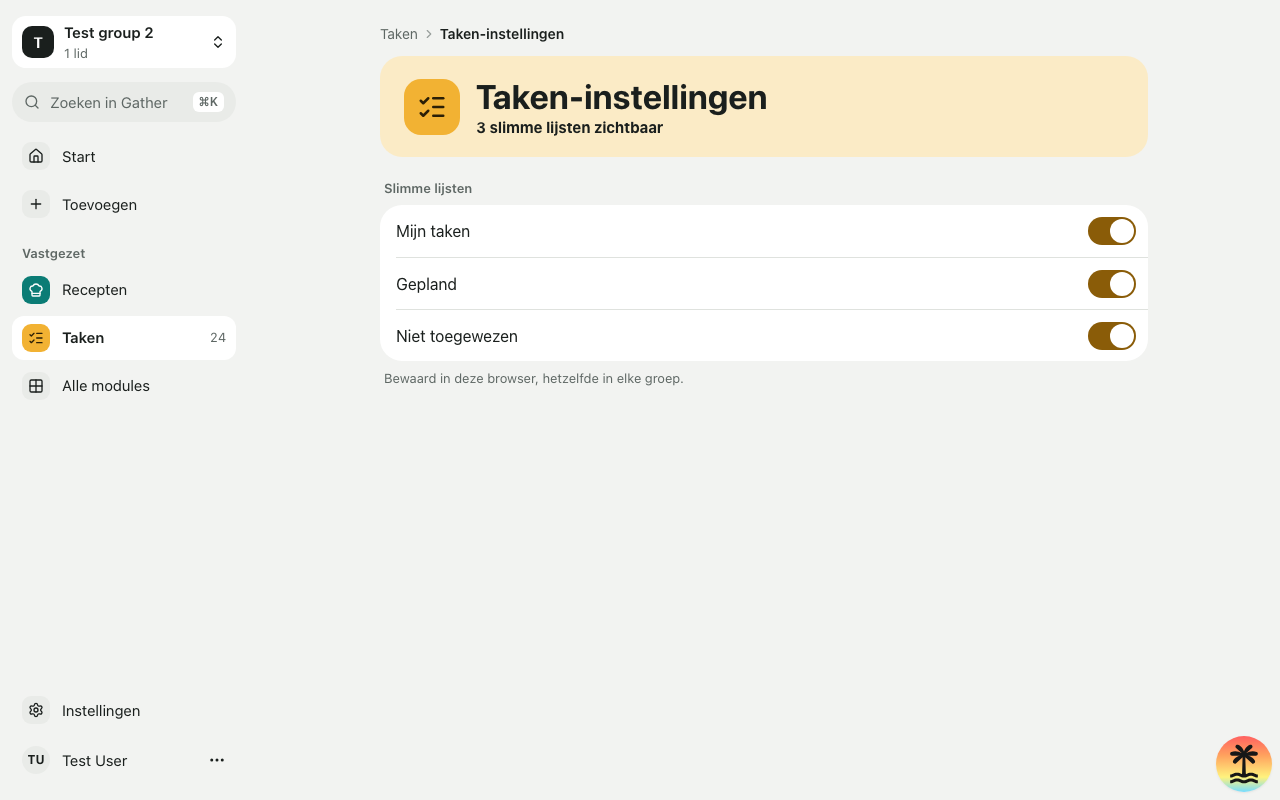 T
Test group 2
1 lid
Zoeken in Gather
⌘K
Start
Toevoegen
Vastgezet
Recepten
Taken
24
Alle modules
Instellingen
TU
Test User
Taken
Taken-instellingen
Taken-instellingen
3 slimme lijsten zichtbaar
Slimme lijsten
Mijn taken
Gepland
Niet toegewezen
Bewaard in deze browser, hetzelfde in elke groep.